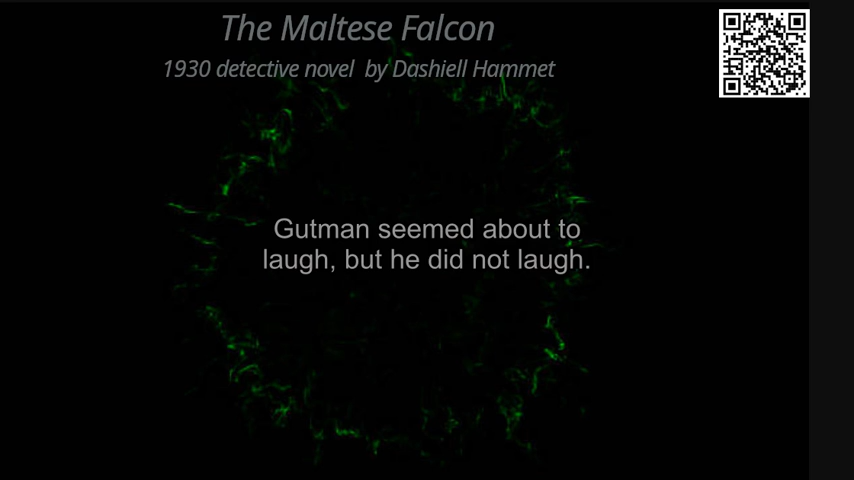 The Maltese Falcon
1930 detective novel by Dashiell Hammet
Gutman seemed about to
laugh, but he did not laugh.